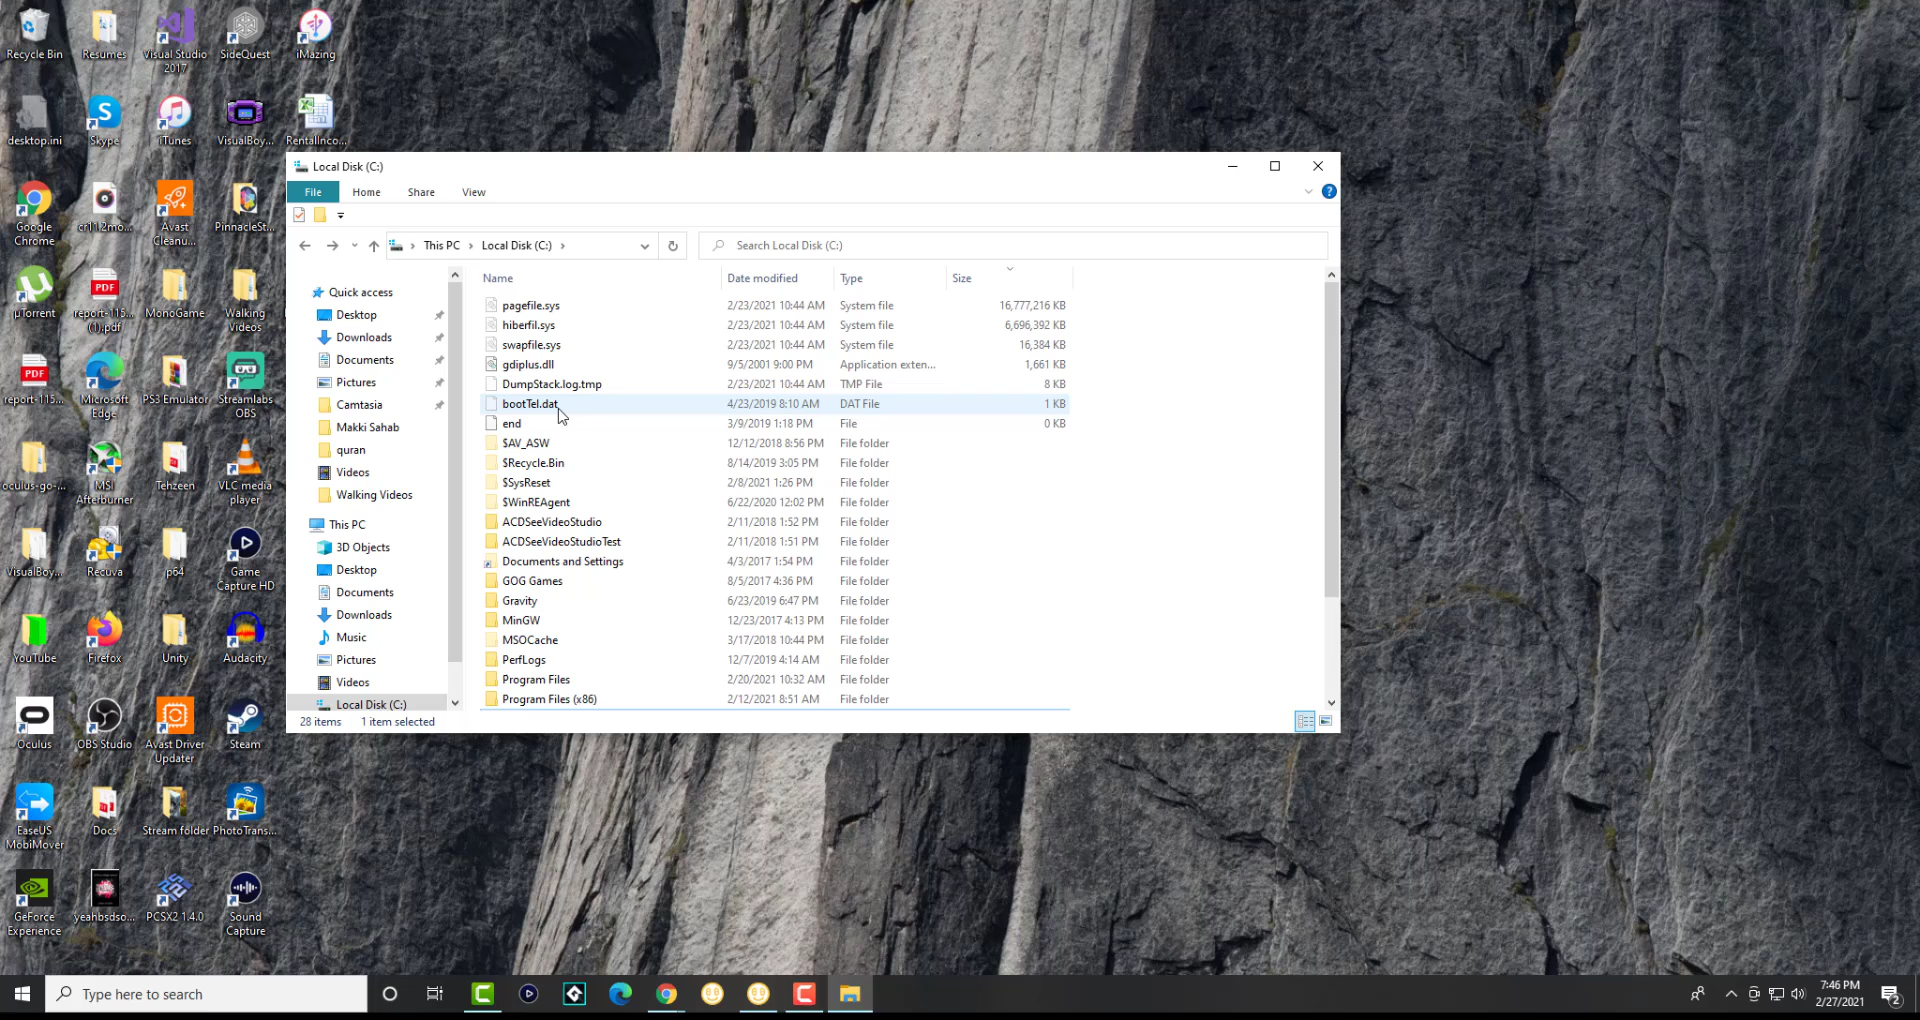 Recycle Bin
Resumes
Visual Studio 2017
SideQuest
iMazing
desktop.ini
Skype
iTunes
VisualBoy...
RentalInco...
Google Chrome
cr11.2mo...
Avast Cleanu...
PinnacleSt...
µTorrent
report-115... (1).pdf
MonoGame
Walking Videos
report-115...
Microsoft Edge
PS3 Emulator
Streamlabs OBS
oculus-go-...
MSI Afterburner
Tehzeen
VLC media player
VisualBoy...
Recuva
p64
Game Capture HD
YouTube
Firefox
Unity
Audacity
Oculus
OBS Studio
Avast Driver Updater
Steam
EaseUS MobiMover
Docs
Stream folder
PhotoTrans...
GeForce Experience
yeahbsdso...
PCSX2 1.4.0
Sound Capture
Local Disk (C:)
File Home Share View
This PC > Local Disk (C:) >
Search Local Disk (C:)
Quick access
Desktop
Downloads
Documents
Pictures
Camtasia
Makki Sahab
quran
Videos
Walking Videos
This PC
3D Objects
Desktop
Documents
Downloads
Music
Pictures
Videos
Local Disk (C:)
Name Date modified Type Size
pagefile.sys 2/23/2021 10:44 AM System file 16,777,216 KB
hiberfil.sys 2/23/2021 10:44 AM System file 6,696,392 KB
swapfile.sys 2/23/2021 10:44 AM System file 16,384 KB
gdiplus.dll 9/5/2001 9:00 PM Application exten... 1,661 KB
DumpStack.log.tmp 2/23/2021 10:44 AM TMP File 8 KB
bootTel.dat 4/23/2019 8:10 AM DAT File 1 KB
end 3/9/2019 1:18 PM File 0 KB
$AV_ASW 12/12/2018 8:56 PM File folder
$Recycle.Bin 8/14/2019 3:05 PM File folder
$SysReset 2/8/2021 1:26 PM File folder
$WinREAgent 6/22/2020 12:02 PM File folder
ACDSeeVideoStudio 2/11/2018 1:52 PM File folder
ACDSeeVideoStudioTest 2/11/2018 1:51 PM File folder
Documents and Settings 4/3/2017 1:54 PM File folder
GOG Games 8/5/2017 4:36 PM File folder
Gravity 6/23/2019 6:47 PM File folder
MinGW 12/23/2017 4:13 PM File folder
MSOCache 3/17/2018 10:44 PM File folder
PerfLogs 12/7/2019 4:14 AM File folder
Program Files 2/20/2021 10:32 AM File folder
Program Files (x86) 2/12/2021 8:51 AM File folder
28 items 1 item selected
Type here to search
7:46 PM
2/27/2021
2